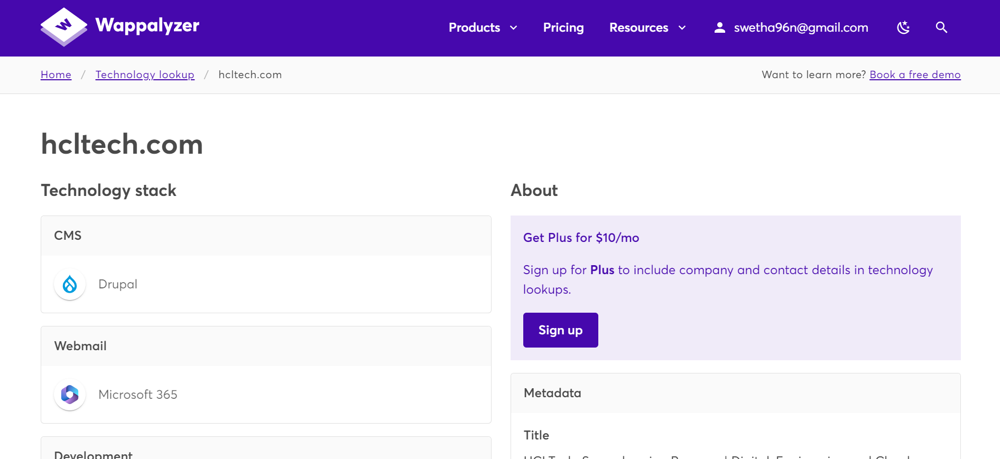 Wappalyzer
Products
Pricing
Resources
swetha96n@gmail.com
Home / Technology lookup / hcltech.com
Want to learn more? Book a free demo
hcltech.com
Technology stack
CMS
Drupal
Webmail
Microsoft 365
Development
About
Get Plus for $10/mo
Sign up for Plus to include company and contact details in technology
lookups.
Sign up
Metadata
Title